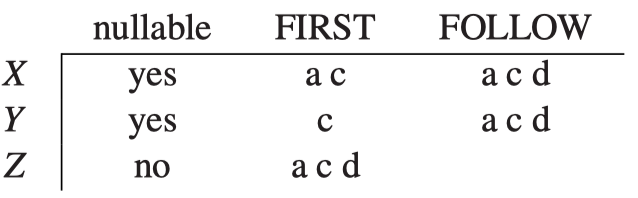 nullable FIRST FOLLOW
X yes a c a c d
Y yes c a c d
Z no a c d